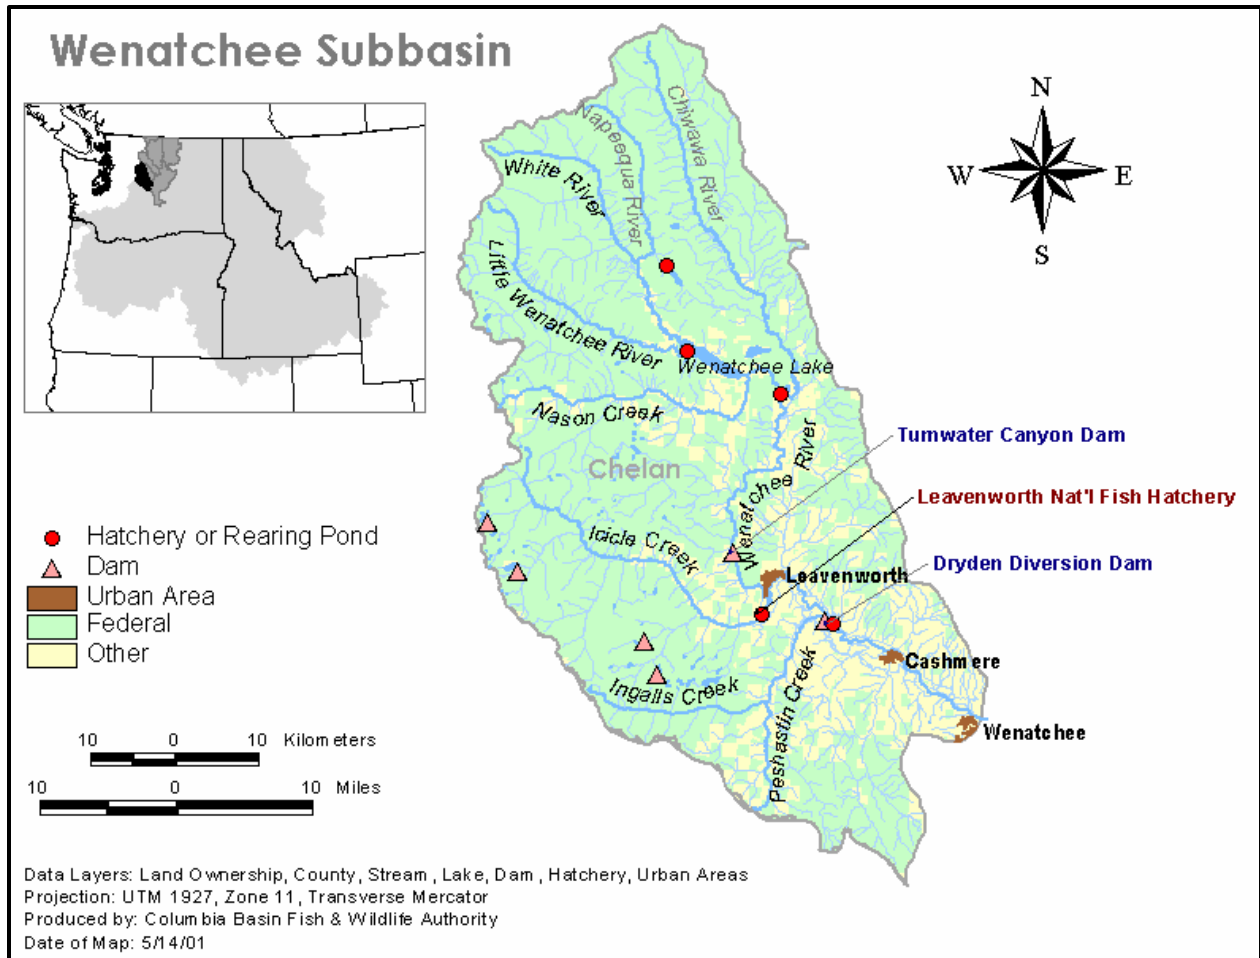 Wenatchee Subbasin
N
W
E
S
Chiwawa River
Napeequa River
White River
Little Wenatchee River
Wenatchee Lake
Nason Creek
Wenatchee River
Tumwater Canyon Dam
Chelan
Leavenworth Nat'l Fish Hatchery
Icicle Creek
Dryden Diversion Dam
Leavenworth
Cashmere
Peshastin Creek
Ingalls Creek
Wenatchee
Hatchery or Rearing Pond
Dam
Urban Area
Federal
Other
10 0 10 Kilometers
10 0 10 Miles
Data Layers: Land Ownership, County, Stream, Lake, Dam, Hatchery, Urban Areas
Projection: UTM 1927, Zone 11, Transverse Mercator
Produced by: Columbia Basin Fish & Wildlife Authority
Date of Map: 5/14/01